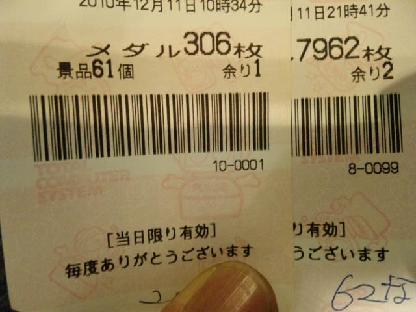 2010年12月11日10時34分
メダル306枚
景品61個 余り1
10-0001
[当日限り有効]
毎度ありがとうございます
11日21時41分
.7962枚
余り2
8-0099
り有効]
うございます
TOTAL
COMPUTER
SYSTEM